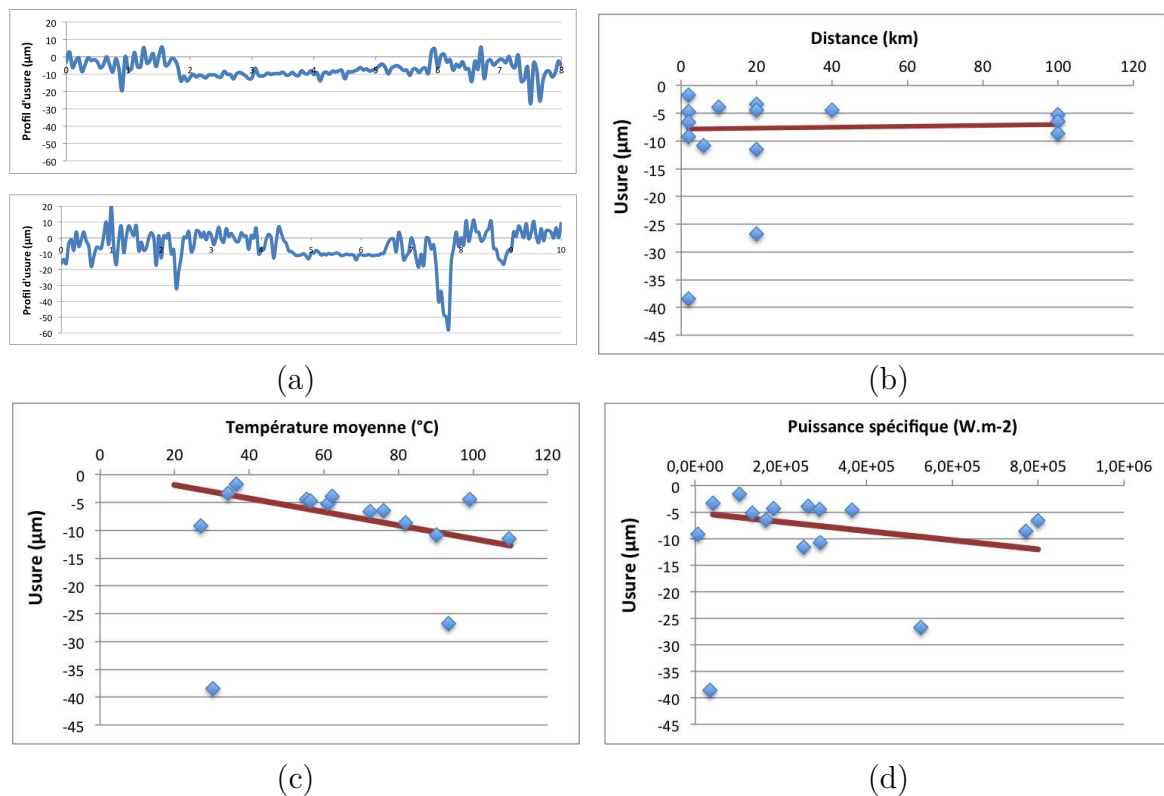 20
10
0
-10
-20
-30
-40
-50
-60
0 1 2 3 4 5 6 7 8
Profil d'usure (µm)
20
10
0
-10
-20
-30
-40
-50
-60
0 1 2 3 4 5 6 7 8 9 10
Profil d'usure (µm)
(a)
Distance (km)
0 20 40 60 80 100 120
0
-5
-10
-15
-20
-25
-30
-35
-40
-45
Usure (µm)
(b)
Température moyenne (°C)
0 20 40 60 80 100 120
0
-5
-10
-15
-20
-25
-30
-35
-40
-45
Usure (µm)
(c)
Puissance spécifique (W.m-2)
0,0E+00 2,0E+05 4,0E+05 6,0E+05 8,0E+05 1,0E+06
0
-5
-10
-15
-20
-25
-30
-35
-40
-45
Usure (µm)
(d)